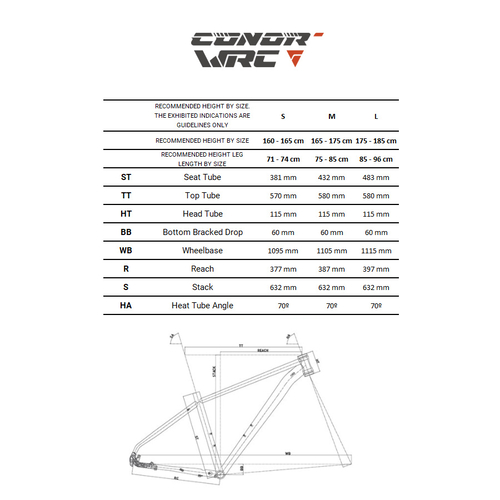 CONOR
WRC
RECOMMENDED HEIGHT BY SIZE.
THE EXHIBITED INDICATIONS ARE
GUIDELINES ONLY
S M L
RECOMMENDED HEIGHT BY SIZE 160 - 165 cm 165 - 175 cm 175 - 185 cm
RECOMMENDED HEIGHT LEG
LENGTH BY SIZE
71 - 74 cm 75 - 85 cm 85 - 96 cm
ST Seat Tube 381 mm 432 mm 483 mm
TT Top Tube 570 mm 580 mm 580 mm
HT Head Tube 115 mm 115 mm 115 mm
BB Bottom Bracked Drop 60 mm 60 mm 60 mm
WB Wheelbase 1095 mm 1105 mm 1115 mm
R Reach 377 mm 387 mm 397 mm
S Stack 632 mm 632 mm 632 mm
HA Heat Tube Angle 70º 70º 70º
TT
REACH
STACK
HT
ST
WB